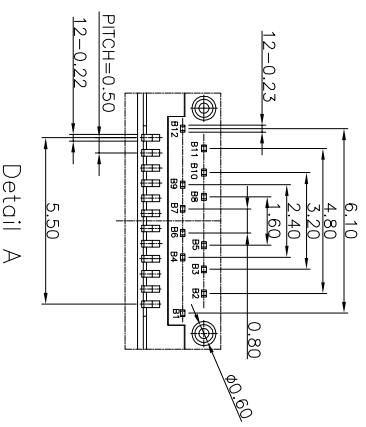 PITCH=0.50
12-0.22
12-0.23
6.10
4.80
3.20
2.40
1.60
0.80
⌀0.60
B12
B11
B10
B9
B8
B7
B6
B5
B4
B3
B2
B1
5.50
Detail A